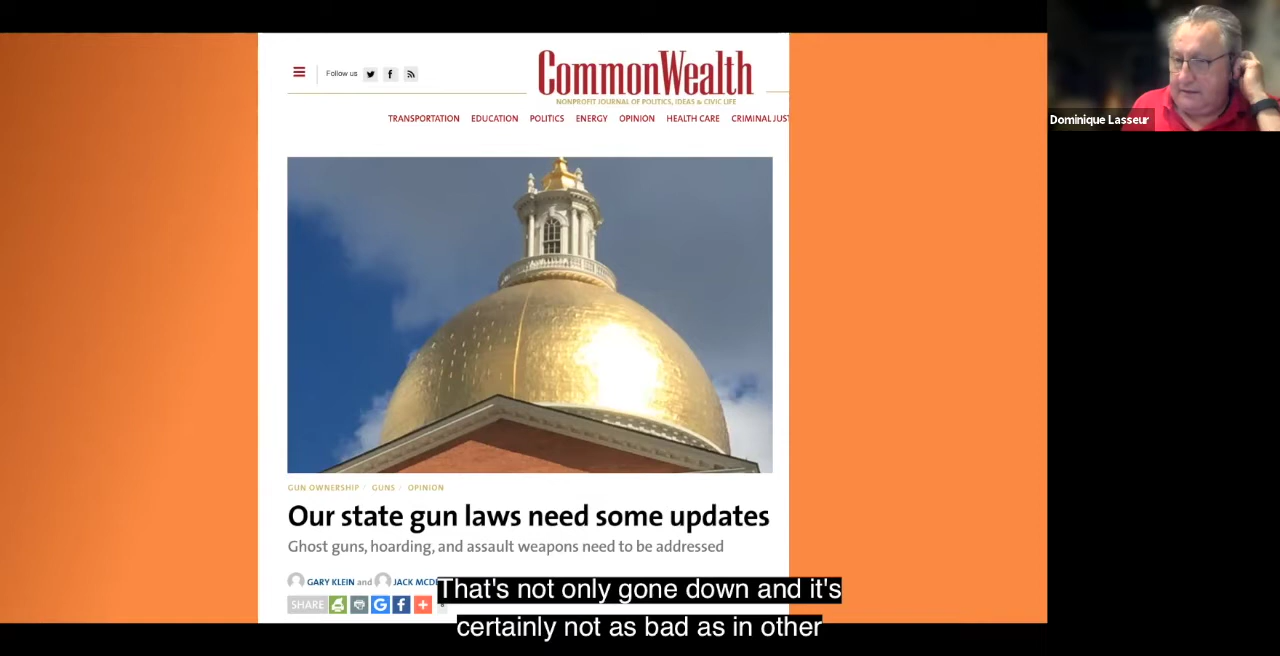 Follow us
CommonWealth
NONPROFIT JOURNAL OF POLITICS, IDEAS & CIVIC LIFE
TRANSPORTATION EDUCATION POLITICS ENERGY OPINION HEALTH CARE CRIMINAL JUST
Dominique Lasseur
GUN OWNERSHIP / GUNS / OPINION
Our state gun laws need some updates
Ghost guns, hoarding, and assault weapons need to be addressed
GARY KLEIN and JACK MCD
SHARE
That's not only gone down and it's
certainly not as bad as in other